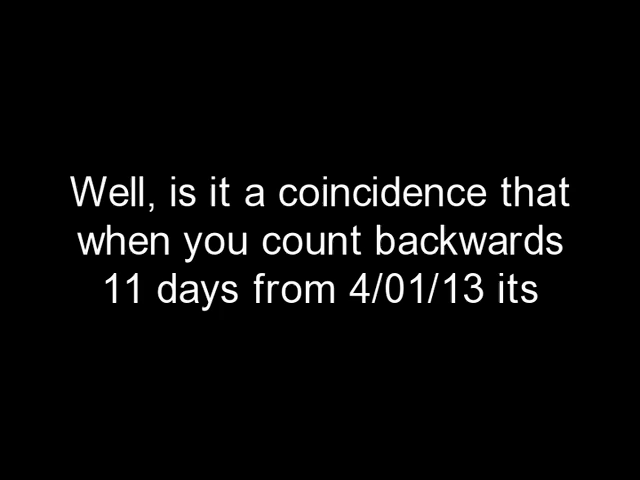 Well, is it a coincidence that
when you count backwards
11 days from 4/01/13 its